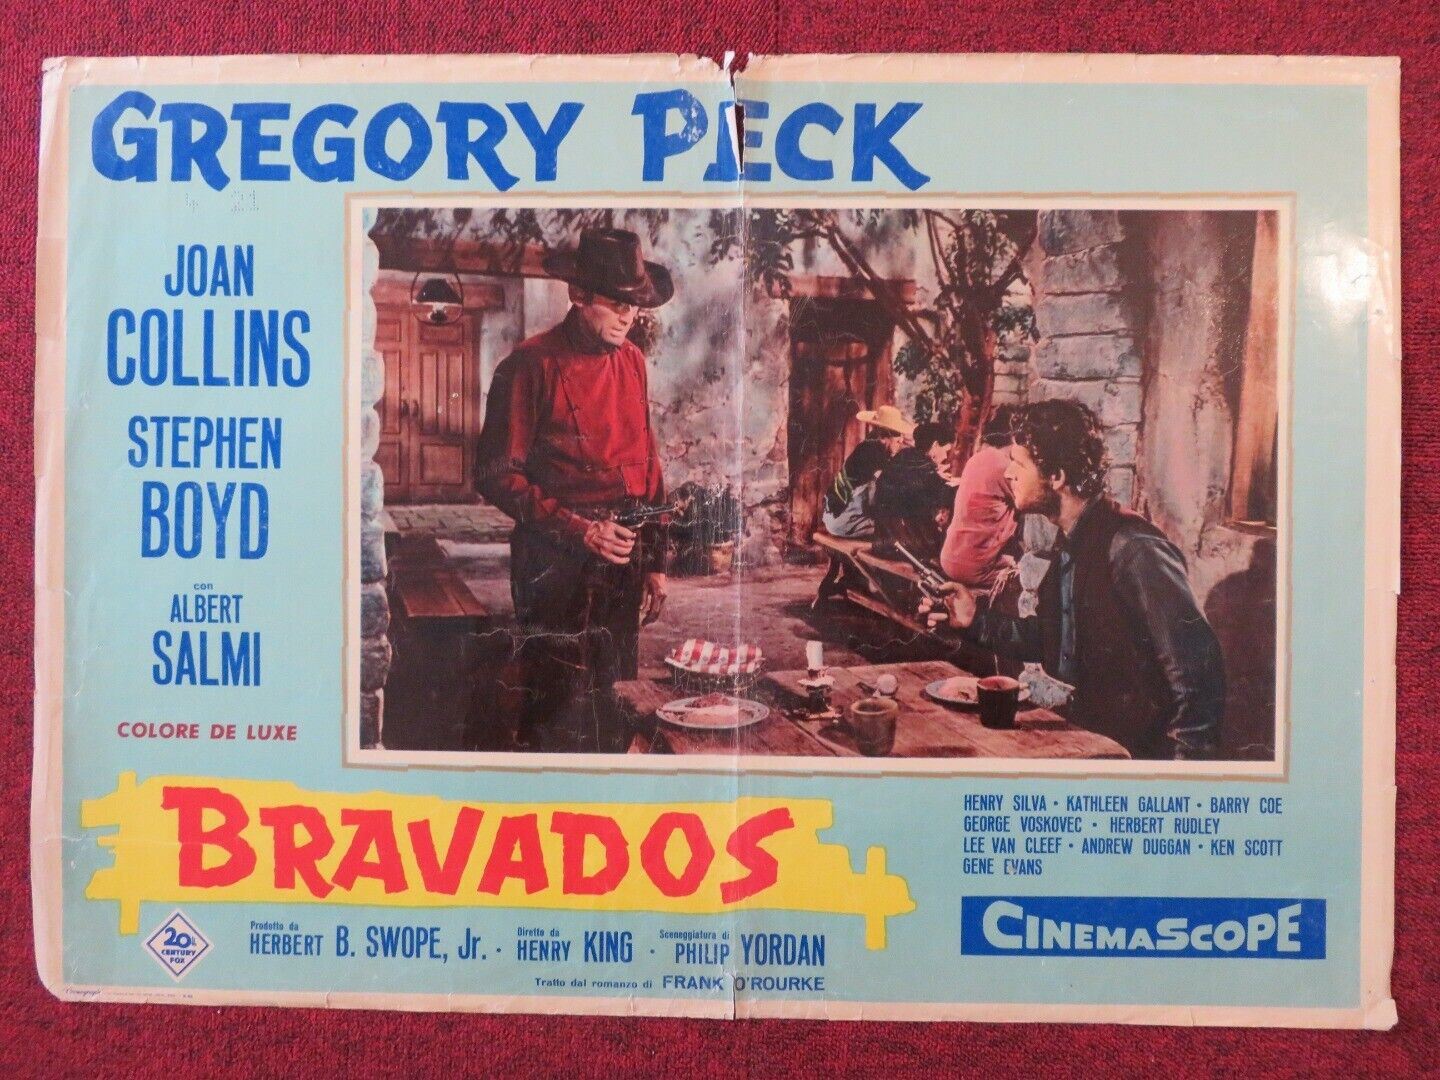 GREGORY PECK
JOAN
COLLINS
STEPHEN
BOYD
con
ALBERT
SALMI
COLORE DE LUXE
BRAVADOS
HENRY SILVA • KATHLEEN GALLANT • BARRY COE
GEORGE VOSKOVEC • HERBERT RUDLEY
LEE VAN CLEEF • ANDREW DUGGAN • KEN SCOTT
GENE EVANS
CINEMASCOPE
20th
CENTURY
FOX
Prodotto da HERBERT B. SWOPE, Jr. • Diretto da HENRY KING • Sceneggiatura di PHILIP YORDAN
Tratto dal romanzo di FRANK O'ROURKE